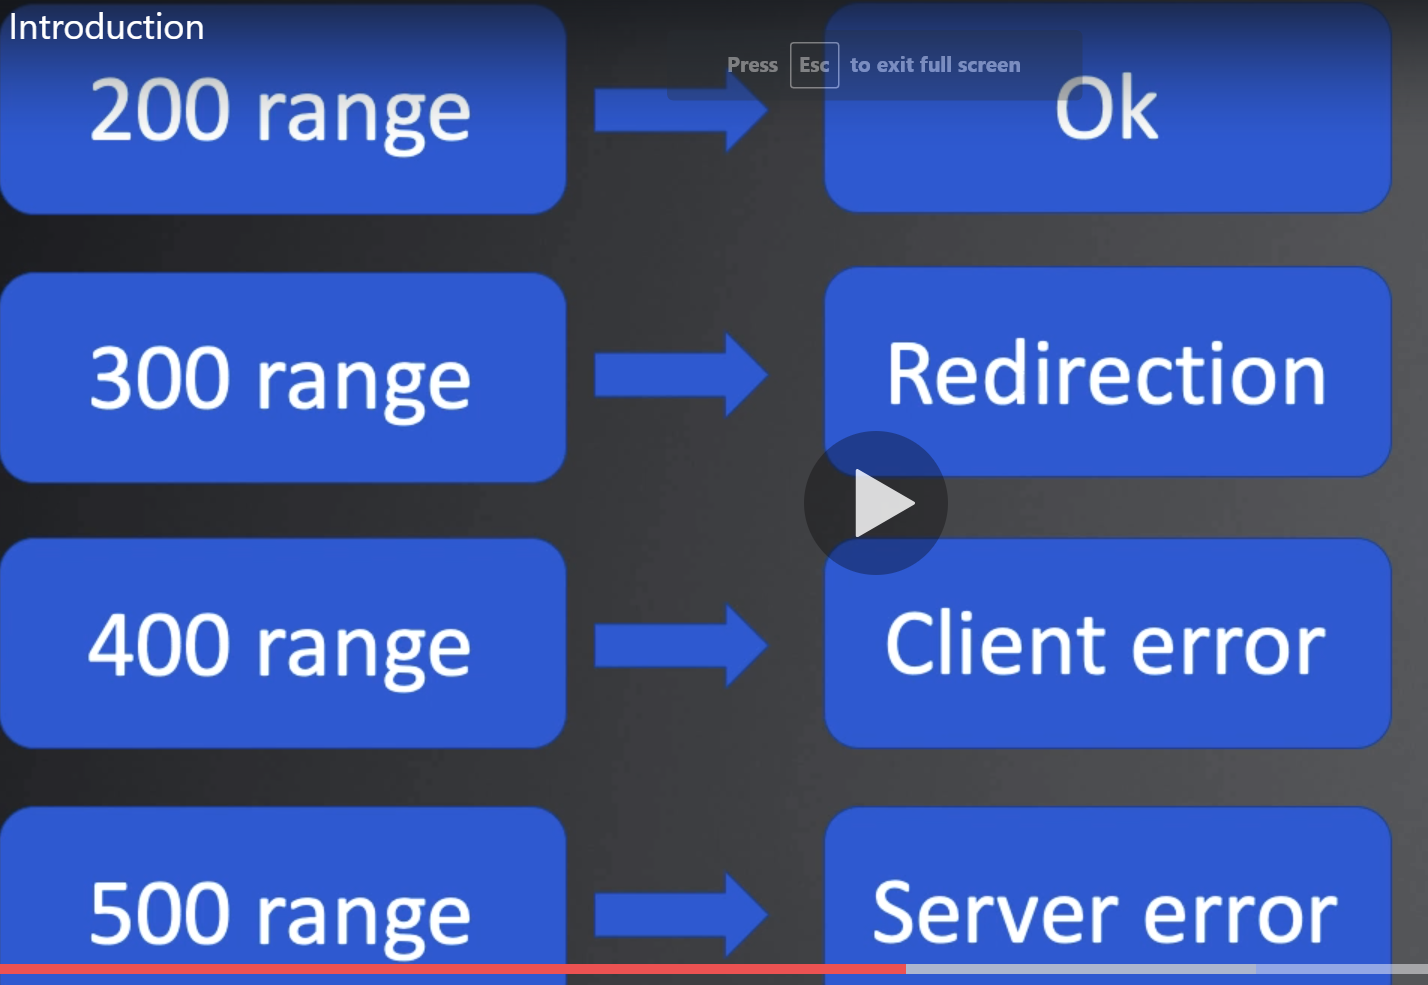 Introduction
Press Esc to exit full screen
200 range
Ok
300 range
Redirection
400 range
Client error
500 range
Server error